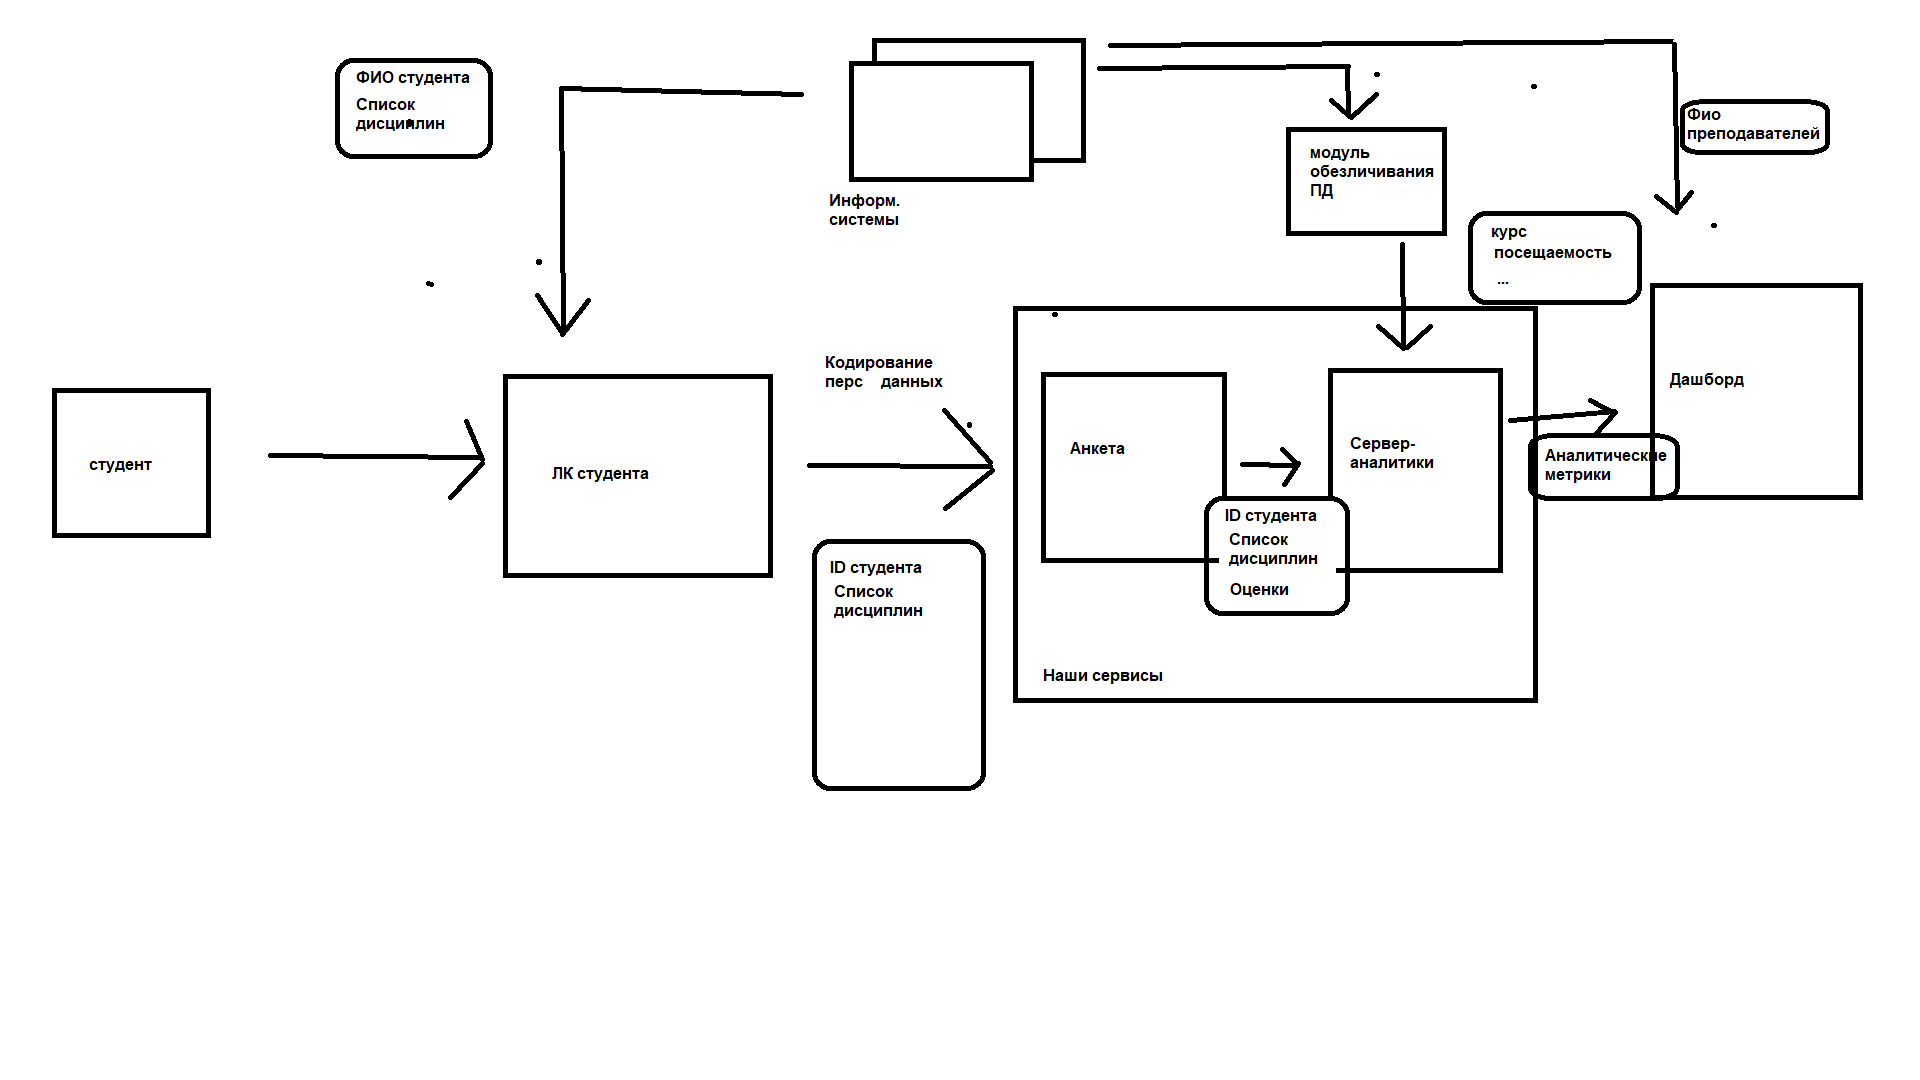 ФИО студента
Список
дисциплин
Информ.
системы
модуль
обезличивания
ПД
Фио
преподавателей
курс
посещаемость
...
Дашборд
Кодирование
перс данных
студент
ЛК студента
Анкета
Сервер-
аналитики
Аналитические
метрики
ID студента
Список
дисциплин
Оценки
ID студента
Список
дисциплин
Наши сервисы